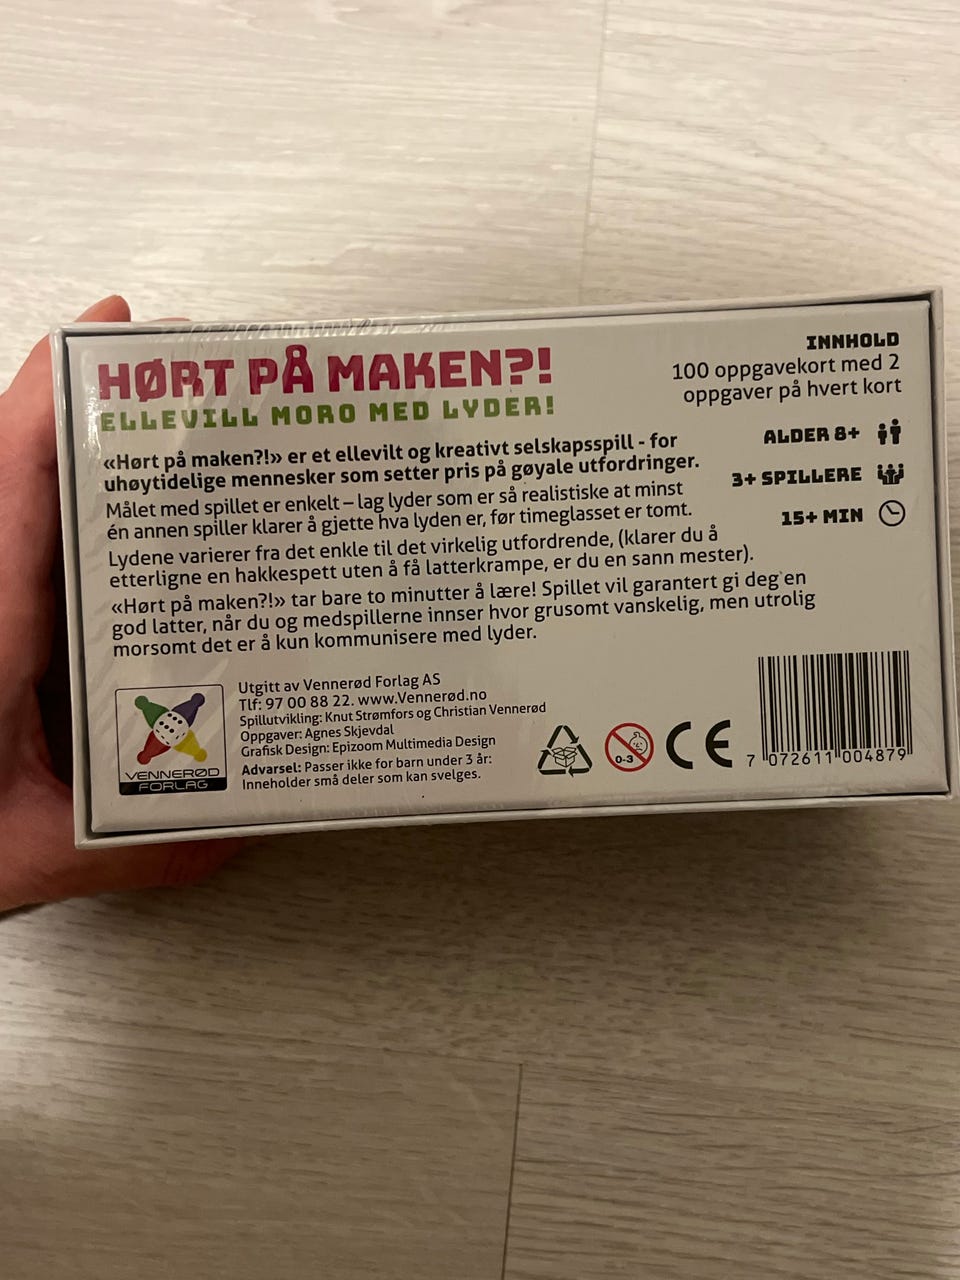 HØRT PÅ MAKEN?!
ELLEVILL MORO MED LYDER!
«Hørt på maken?!» er et ellevilt og kreativt selskapsspill - for
uhøytidelige mennesker som setter pris på gøyale utfordringer.
Målet med spillet er enkelt – lag lyder som er så realistiske at minst
én annen spiller klarer å gjette hva lyden er, før timeglasset er tomt.
Lydene varierer fra det enkle til det virkelig utfordrende, (klarer du å
etterligne en hakkespett uten å få latterkrampe, er du en sann mester).
«Hørt på maken?!» tar bare to minutter å lære! Spillet vil garantert gi deg en
god latter, når du og medspillerne innser hvor grusomt vanskelig, men utrolig
morsomt det er å kun kommunisere med lyder.
INNHOLD
100 oppgavekort med 2
oppgaver på hvert kort
ALDER 8+
3+ SPILLERE
15+ MIN
VENNERØD
FORLAG
Utgitt av Vennerød Forlag AS
Tlf: 97 00 88 22. www.Vennerød.no
Spillutvikling: Knut Strømfors og Christian Vennerød
Oppgaver: Agnes Skjevdal
Grafisk Design: Epizoom Multimedia Design
Advarsel: Passer ikke for barn under 3 år:
Inneholder små deler som kan svelges.
0-3
CE
7 072611 004879